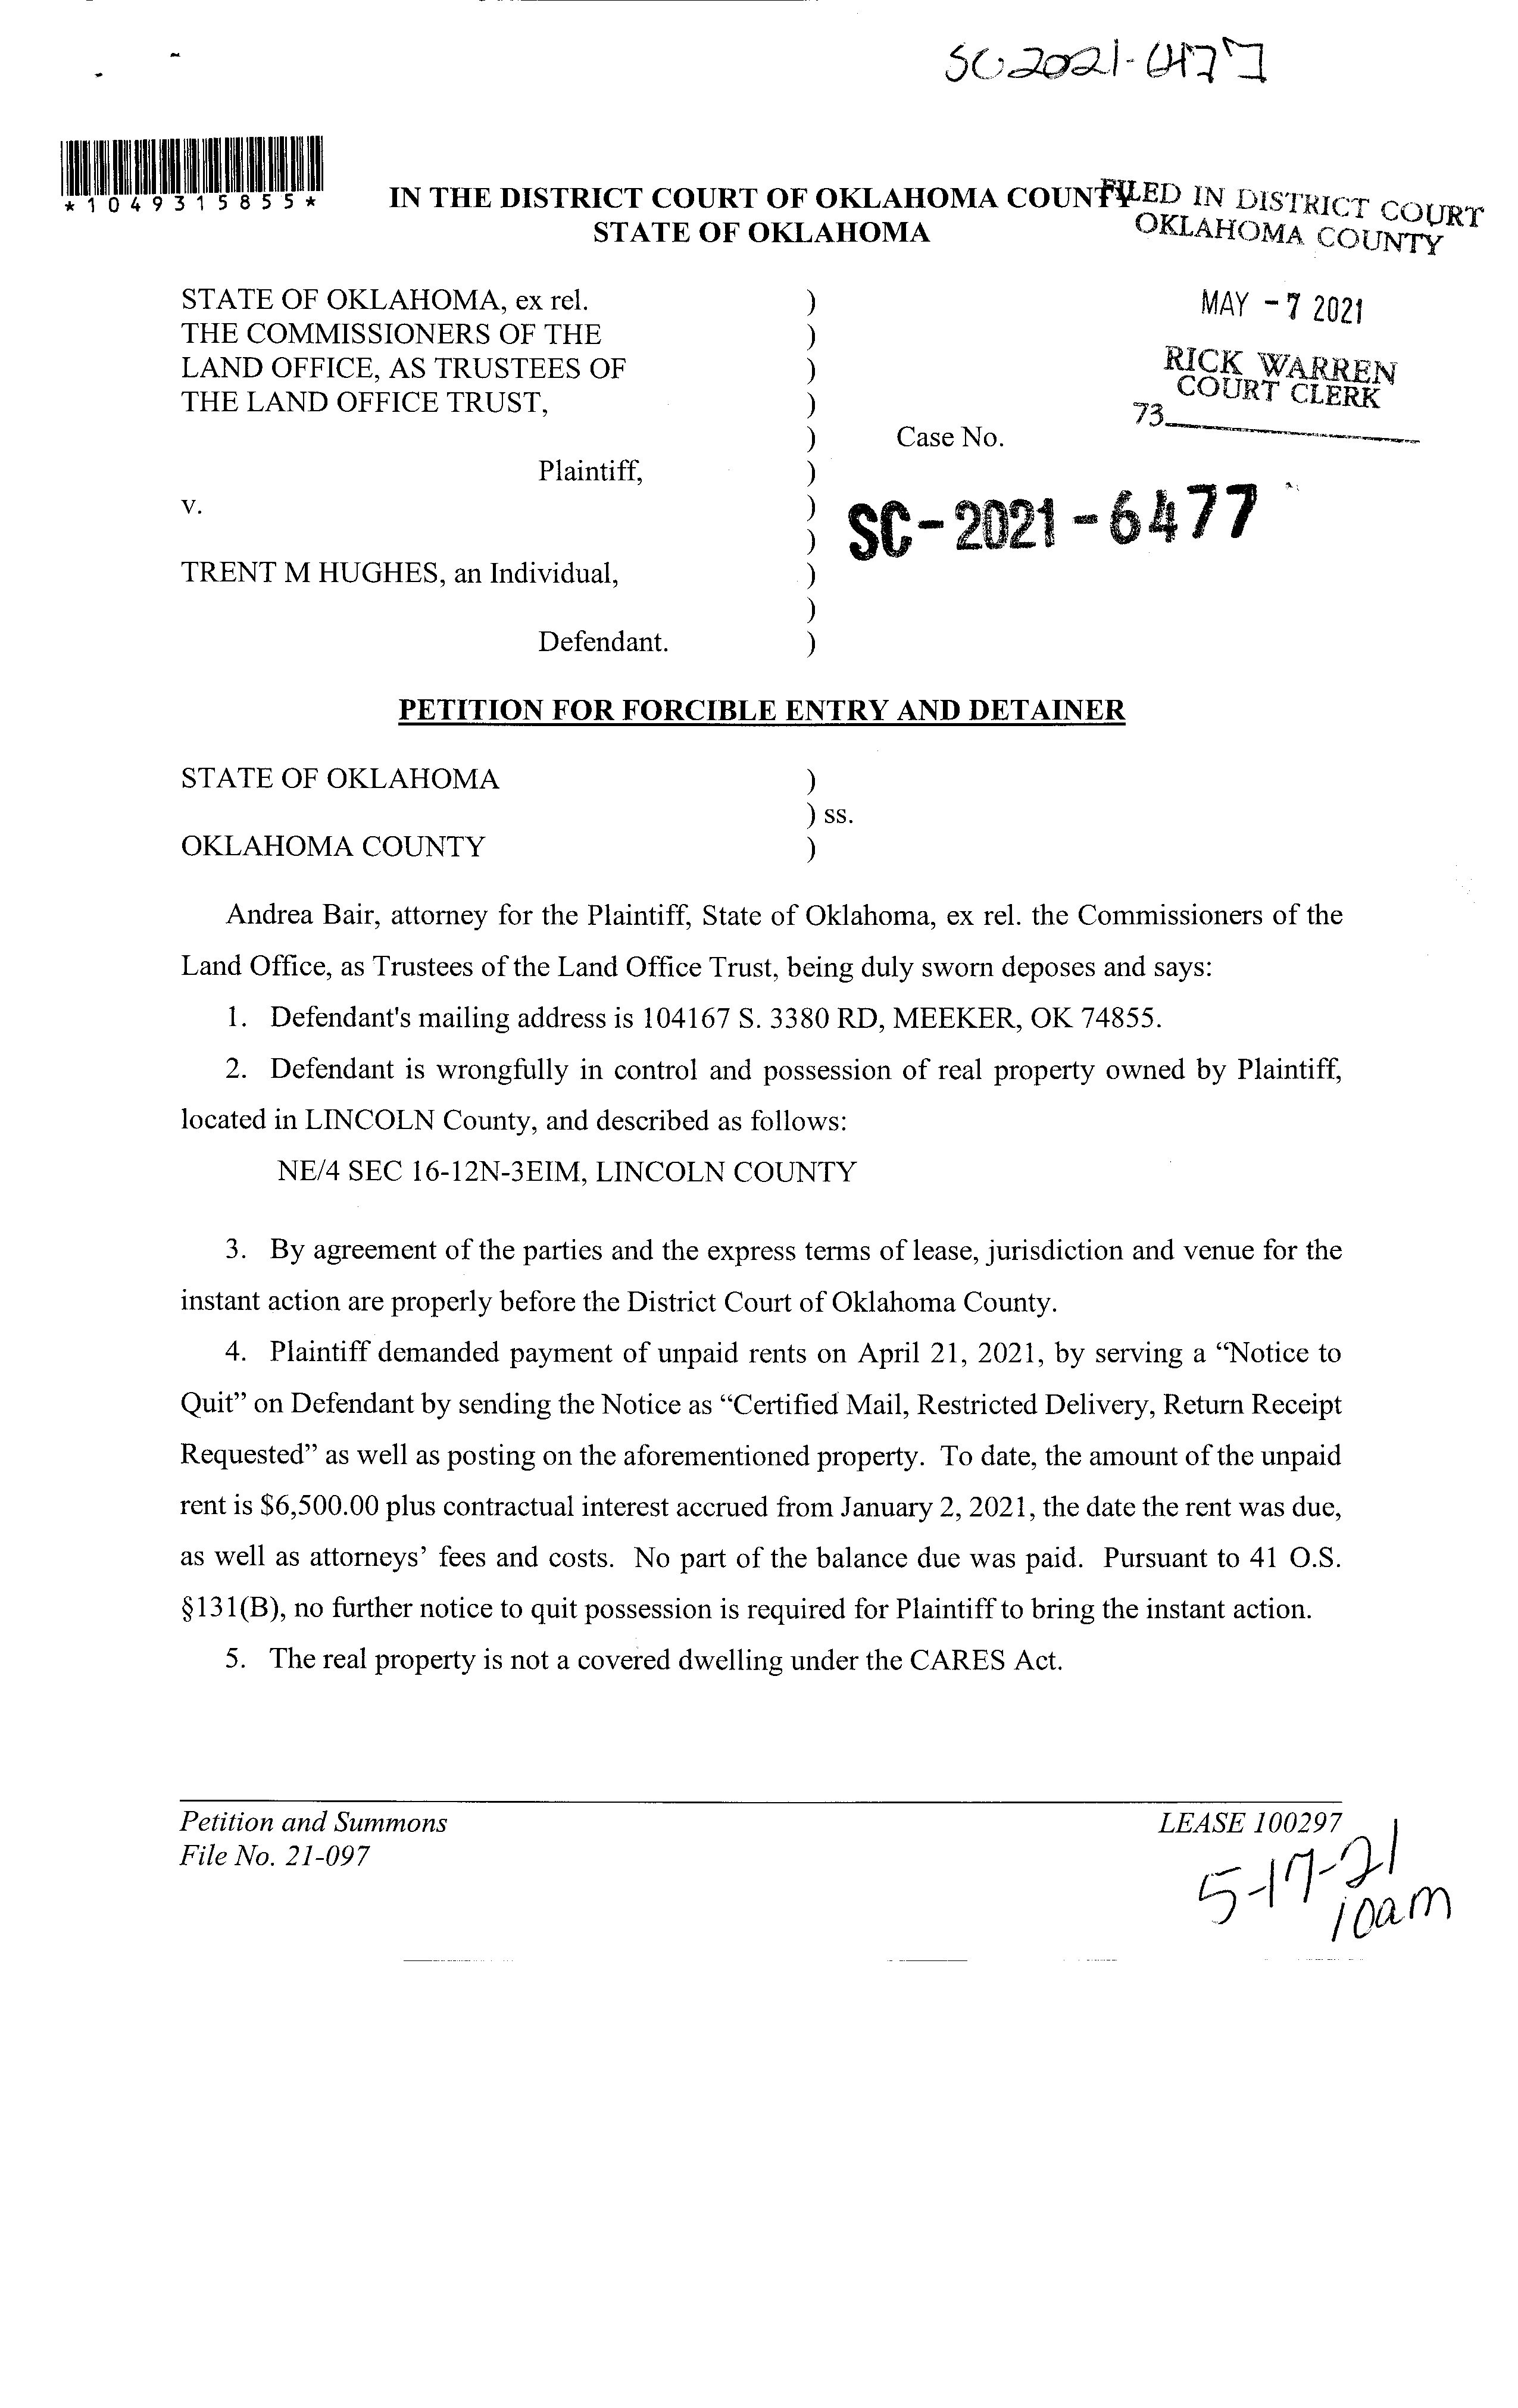 SC2021-6477
*1049315855*
IN THE DISTRICT COURT OF OKLAHOMA COUNTY
STATE OF OKLAHOMA
FILED IN DISTRICT COURT
OKLAHOMA COUNTY
MAY -7 2021
RICK WARREN
COURT CLERK
73
STATE OF OKLAHOMA, ex rel. )
THE COMMISSIONERS OF THE )
LAND OFFICE, AS TRUSTEES OF )
THE LAND OFFICE TRUST, )
) Case No.
Plaintiff, )
v. )
) SC-2021-6477
TRENT M HUGHES, an Individual, )
)
Defendant. )
PETITION FOR FORCIBLE ENTRY AND DETAINER
STATE OF OKLAHOMA )
) ss.
OKLAHOMA COUNTY )
Andrea Bair, attorney for the Plaintiff, State of Oklahoma, ex rel. the Commissioners of the
Land Office, as Trustees of the Land Office Trust, being duly sworn deposes and says:
1. Defendant's mailing address is 104167 S. 3380 RD, MEEKER, OK 74855.
2. Defendant is wrongfully in control and possession of real property owned by Plaintiff,
located in LINCOLN County, and described as follows:
NE/4 SEC 16-12N-3EIM, LINCOLN COUNTY
3. By agreement of the parties and the express terms of lease, jurisdiction and venue for the
instant action are properly before the District Court of Oklahoma County.
4. Plaintiff demanded payment of unpaid rents on April 21, 2021, by serving a “Notice to
Quit” on Defendant by sending the Notice as “Certified Mail, Restricted Delivery, Return Receipt
Requested” as well as posting on the aforementioned property. To date, the amount of the unpaid
rent is $6,500.00 plus contractual interest accrued from January 2, 2021, the date the rent was due,
as well as attorneys’ fees and costs. No part of the balance due was paid. Pursuant to 41 O.S.
§131(B), no further notice to quit possession is required for Plaintiff to bring the instant action.
5. The real property is not a covered dwelling under the CARES Act.
Petition and Summons LEASE 100297
File No. 21-097
5-17-21
10am